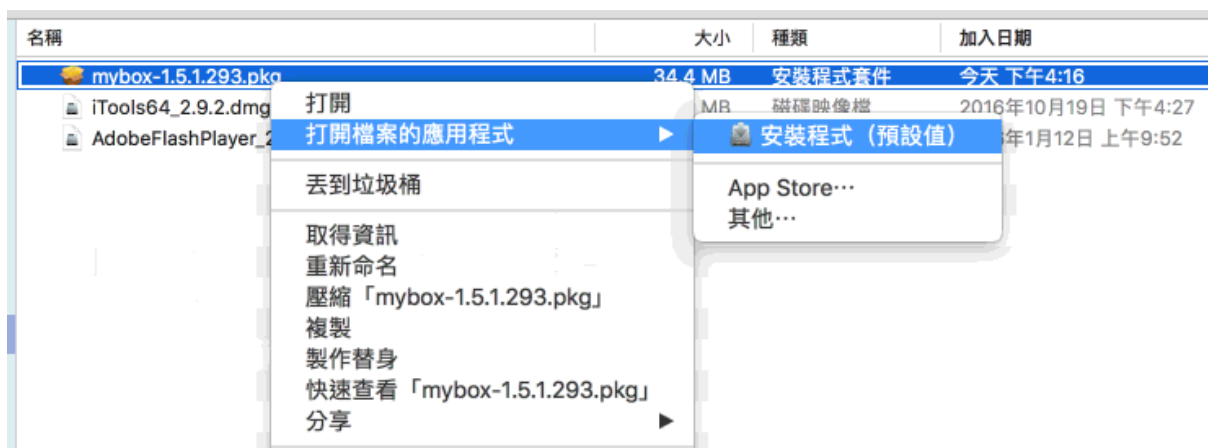 名稱 大小 種類 加入日期
mybox-1.5.1.293.pkg 34.4 MB 安裝程式套件 今天 下午4:16
iTools64_2.9.2.dmg MB 磁碟映像檔 2016年10月19日 下午4:27
AdobeFlashPlayer_2 年1月12日 上午9:52
打開
打開檔案的應用程式
安裝程式（預設值）
App Store⋯
其他⋯
丟到垃圾桶
取得資訊
重新命名
壓縮「mybox-1.5.1.293.pkg」
複製
製作替身
快速查看「mybox-1.5.1.293.pkg」
分享